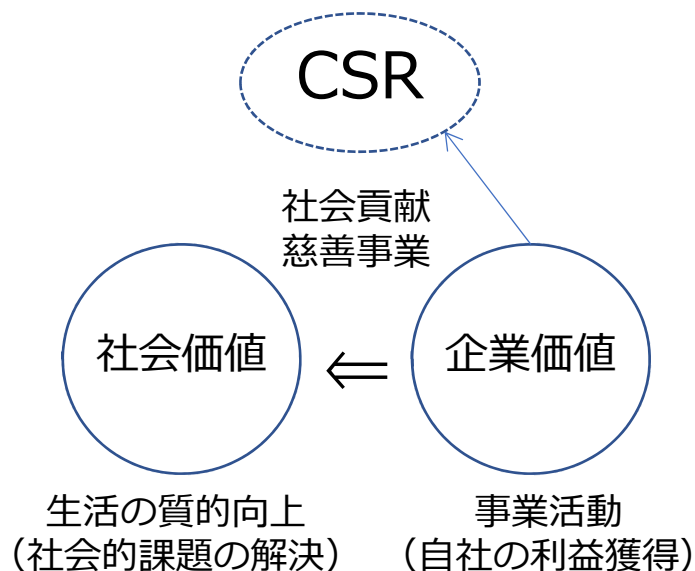 CSR
社会貢献
慈善事業
社会価値
⇐
企業価値
生活の質的向上
（社会的課題の解決）
事業活動
（自社の利益獲得）